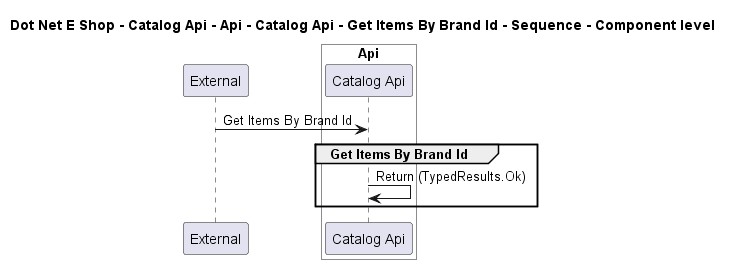 Dot Net E Shop - Catalog Api - Api - Catalog Api - Get Items By Brand Id - Sequence - Component level
Api
External
Catalog Api
Get Items By Brand Id
Get Items By Brand Id
Return (TypedResults.Ok)
External
Catalog Api